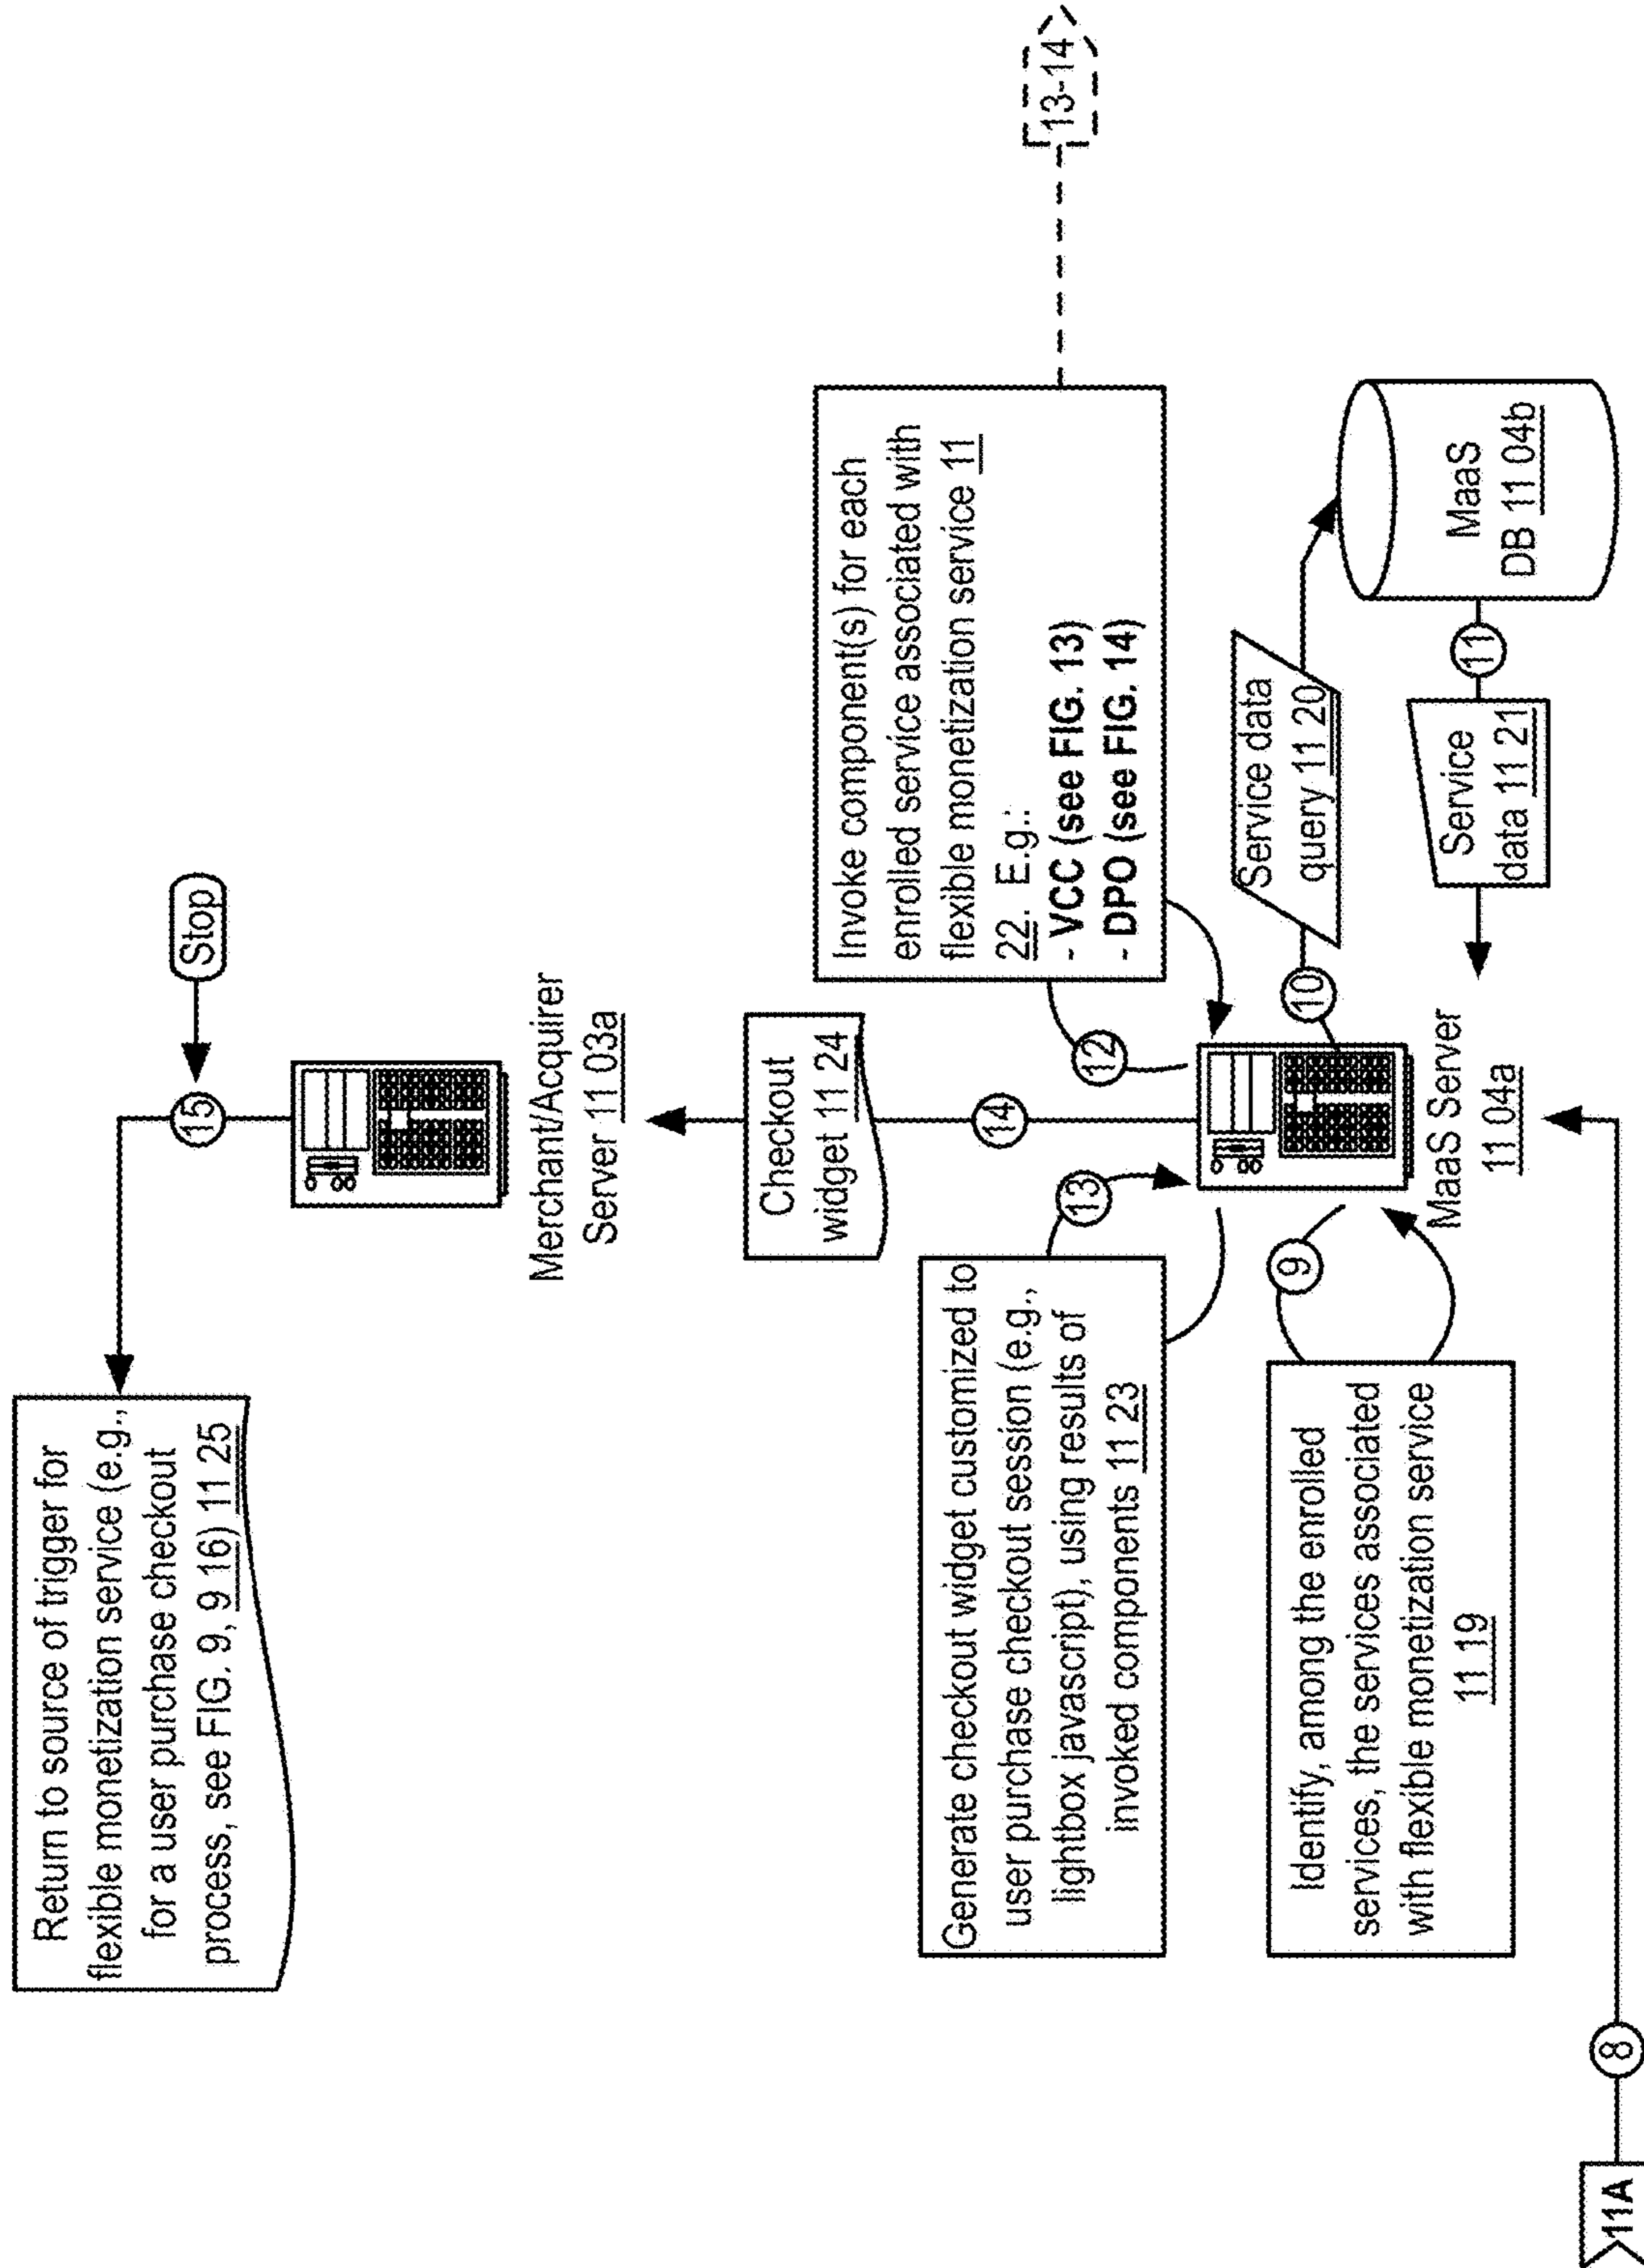 Return to source of trigger for
flexible monetization service (e.g.,
for a user purchase checkout
process, see FIG. 9, 9 16) 11 25
15
Stop
Merchant/Acquirer
Server 11 03a
Checkout
widget 11 24
14
Generate checkout widget customized to
user purchase checkout session (e.g.,
lightbox javascript), using results of
invoked components 11 23
13
12
Invoke component(s) for each
enrolled service associated with
flexible monetization service 11
22. E.g.:
- VCC (see FIG. 13)
- DPO (see FIG. 14)
13-14
Identify, among the enrolled
services, the services associated
with flexible monetization service
11 19
9
MaaS Server
11 04a
10
Service data
query 11 20
MaaS
DB 11 04b
11
Service
data 11 21
11A
8